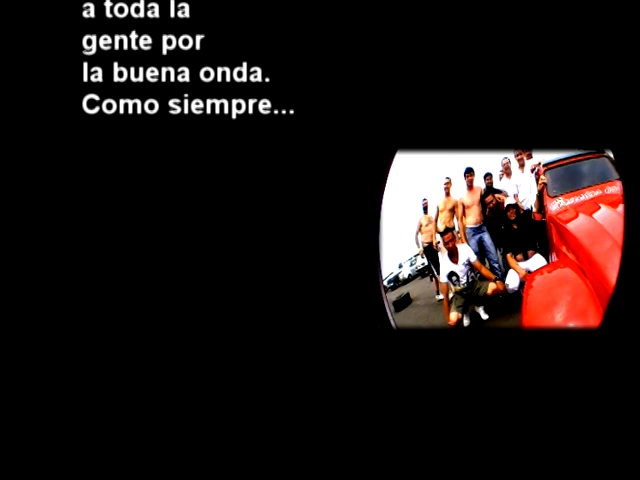 a toda la
gente por
la buena onda.
Como siempre...